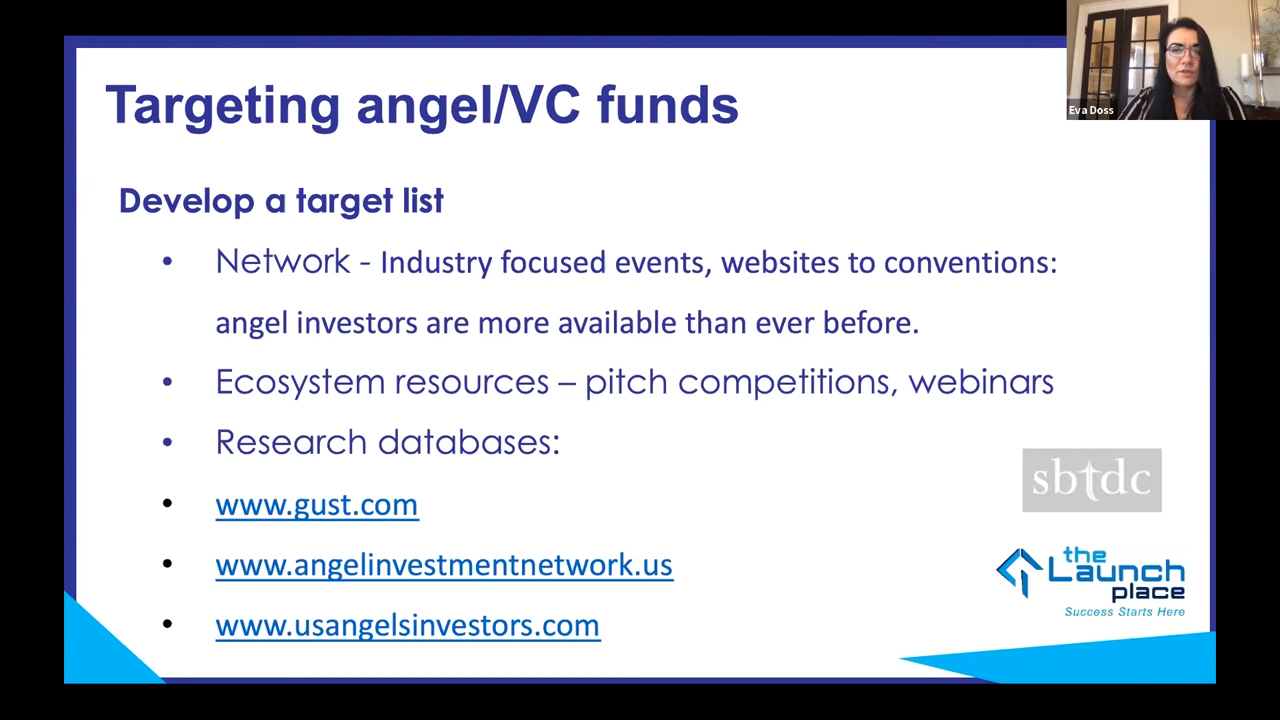 Targeting angel/VC funds
Eva Doss
Develop a target list
• Network - Industry focused events, websites to conventions:
angel investors are more available than ever before.
• Ecosystem resources – pitch competitions, webinars
• Research databases:
• www.gust.com
• www.angelinvestmentnetwork.us
• www.usangelsinvestors.com
sbtdc
the
Launch
place
Success Starts Here